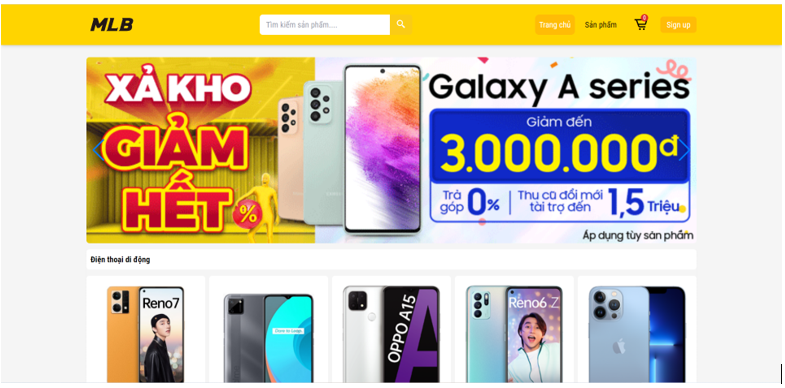 MLB
Tìm kiếm sản phẩm....
Trang chủ
Sản phẩm
0
Sign up
XẢ KHO
GIẢM
HẾT
%
Galaxy A series
Giảm đến
3.000.000đ
Trả góp 0% | Thu cũ đổi mới tài trợ đến 1,5 Triệu
Áp dụng tùy sản phẩm
Điện thoại di động
Reno7
OPPO A15
A
Reno6 Z